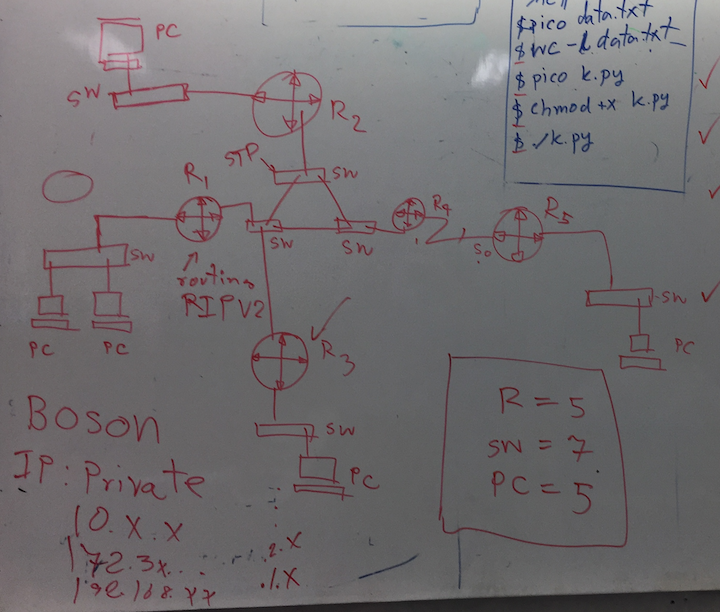 $pico data.txt
$wc -l data.txt
$ pico k.py
$ chmod +x k.py
$ ./k.py
PC
SW
R2
STP
SW
R1
SW
SW
SW
R4
R5
So
routing
RIPV2
PC
PC
SW
PC
R3
SW
PC
R = 5
SW = 7
PC = 5
Boson
IP: Private
10.x.x
172.3x
.2.x
192.168.xx
.1.x